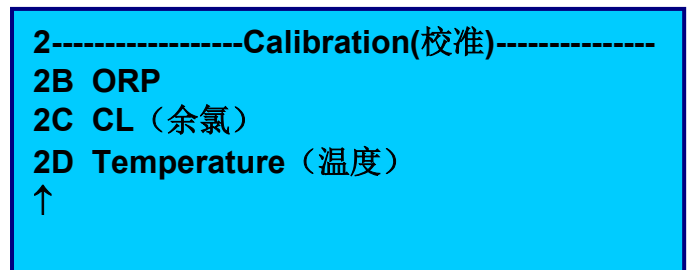 2------------------Calibration(校准)---------------
2B ORP
2C CL（余氯）
2D Temperature（温度）
↑